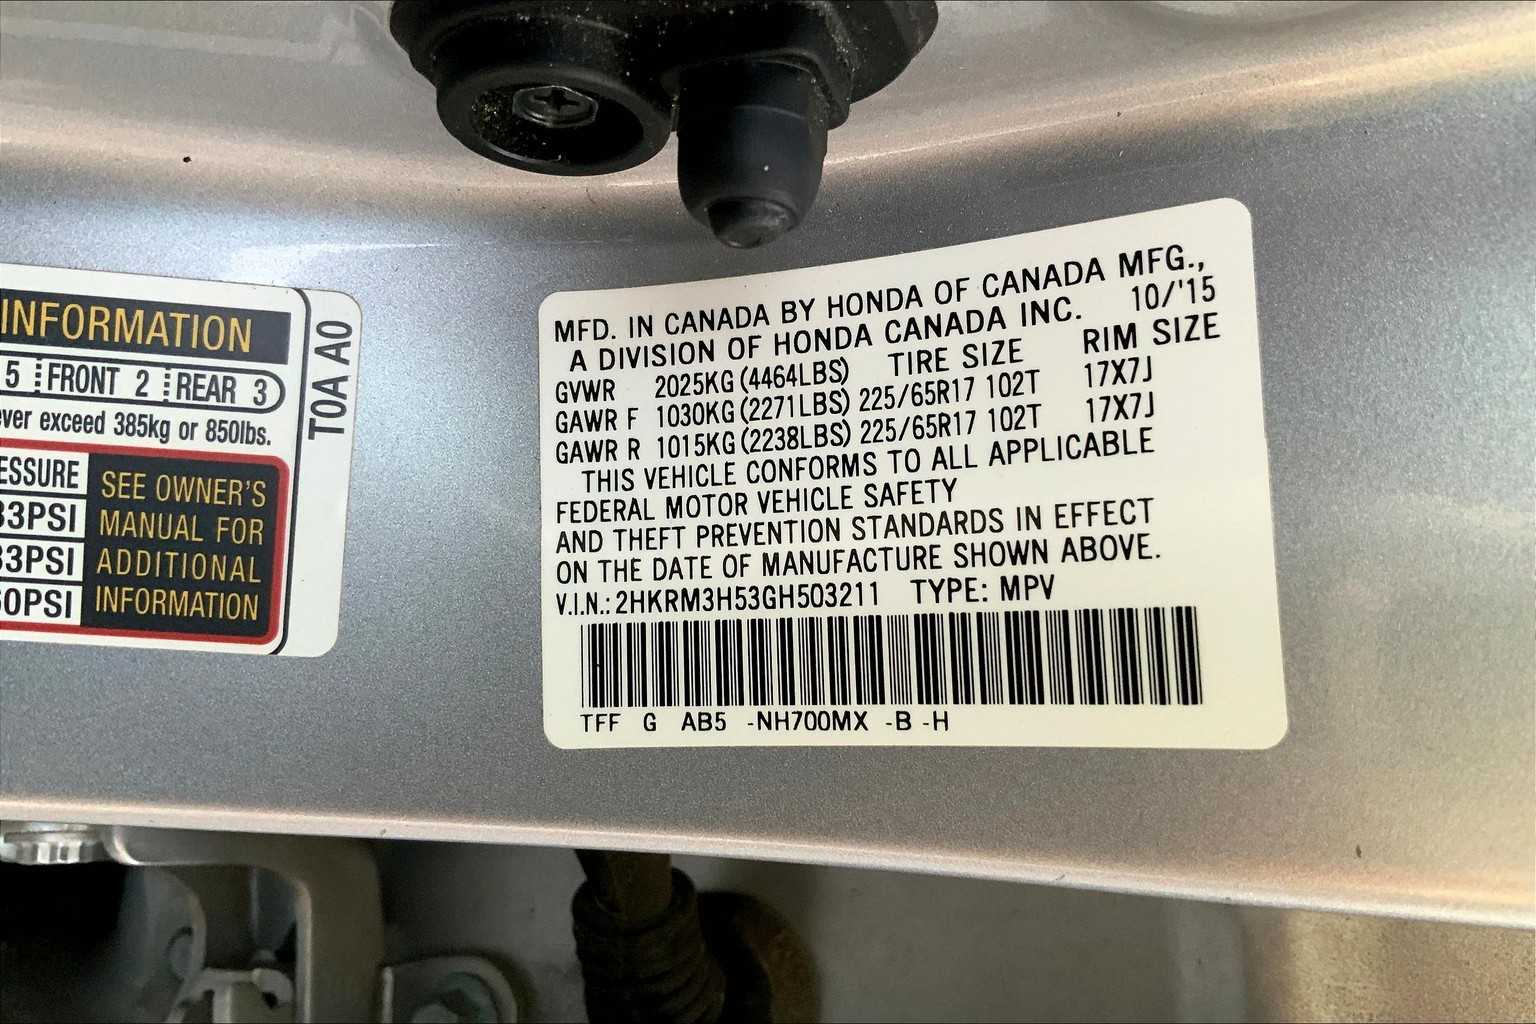 INFORMATION
5 FRONT 2 REAR 3
exceed 385kg or 850lbs.
SEE OWNER'S
MANUAL FOR
ADDITIONAL
INFORMATION
T0A A0
MFD. IN CANADA BY HONDA OF CANADA MFG.,
A DIVISION OF HONDA CANADA INC. 10/'15
GVWR 2025KG (4464LBS) TIRE SIZE RIM SIZE
GAWR F 1030KG (2271LBS) 225/65R17 102T 17X7J
GAWR R 1015KG (2238LBS) 225/65R17 102T 17X7J
THIS VEHICLE CONFORMS TO ALL APPLICABLE
FEDERAL MOTOR VEHICLE SAFETY
AND THEFT PREVENTION STANDARDS IN EFFECT
ON THE DATE OF MANUFACTURE SHOWN ABOVE.
V.I.N.: 2HKRM3H53GH503211 TYPE: MPV
TFF G AB5 -NH700MX -B -H